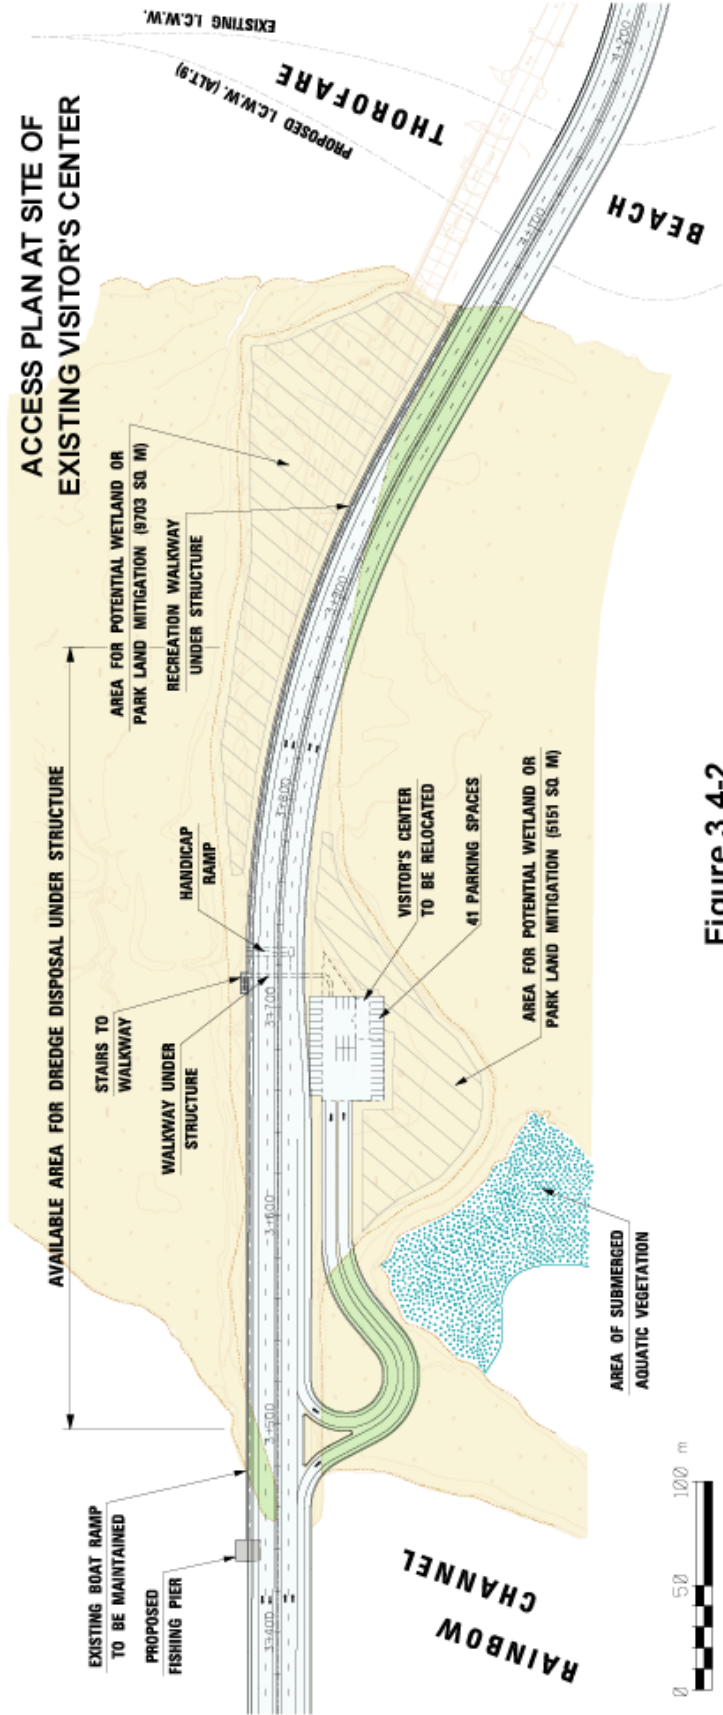 ACCESS PLAN AT SITE OF
EXISTING VISITOR'S CENTER
EXISTING I.C.W.W.
PROPOSED I.C.W.W. (ALT.9)
THOROFARE
BEACH
AVAILABLE AREA FOR DREDGE DISPOSAL UNDER STRUCTURE
AREA FOR POTENTIAL WETLAND OR
PARK LAND MITIGATION (9703 SQ. M)
RECREATION WALKWAY
UNDER STRUCTURE
HANDICAP
RAMP
STAIRS TO
WALKWAY
WALKWAY UNDER
STRUCTURE
VISITOR'S CENTER
TO BE RELOCATED
41 PARKING SPACES
AREA FOR POTENTIAL WETLAND OR
PARK LAND MITIGATION (5151 SQ. M)
AREA OF SUBMERGED
AQUATIC VEGETATION
EXISTING BOAT RAMP
TO BE MAINTAINED
PROPOSED
FISHING PIER
RAINBOW
CHANNEL
3+400
3+500
3+600
3+700
3+800
3+900
4+100
4+200
0 50 100 m
Figure 3.4-2